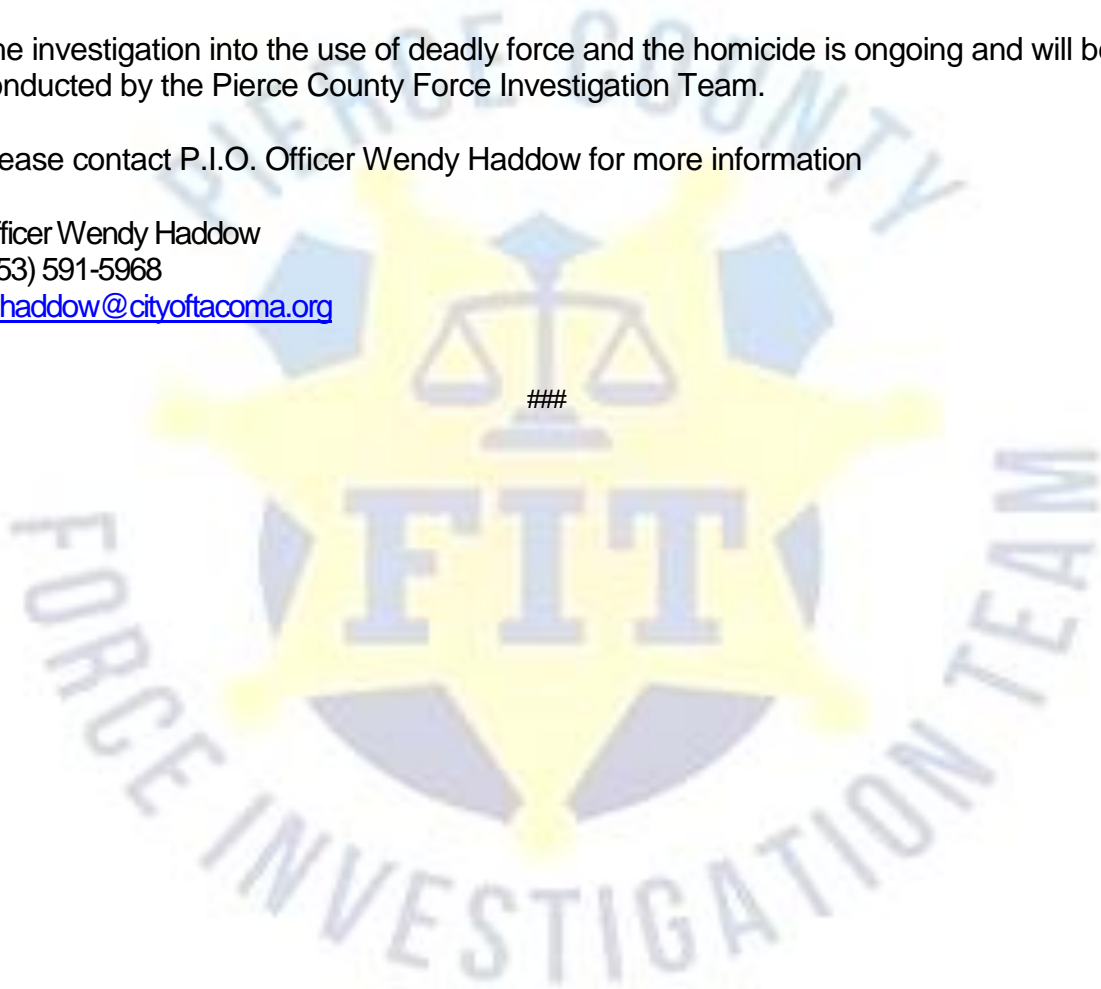 he investigation into the use of deadly force and the homicide is ongoing and will be
onducted by the Pierce County Force Investigation Team.
ease contact P.I.O. Officer Wendy Haddow for more information
fficer Wendy Haddow
53) 591-5968
haddow@cityoftacoma.org
###
PIERCE COUNTY
FIT
FORCE INVESTIGATION TEAM